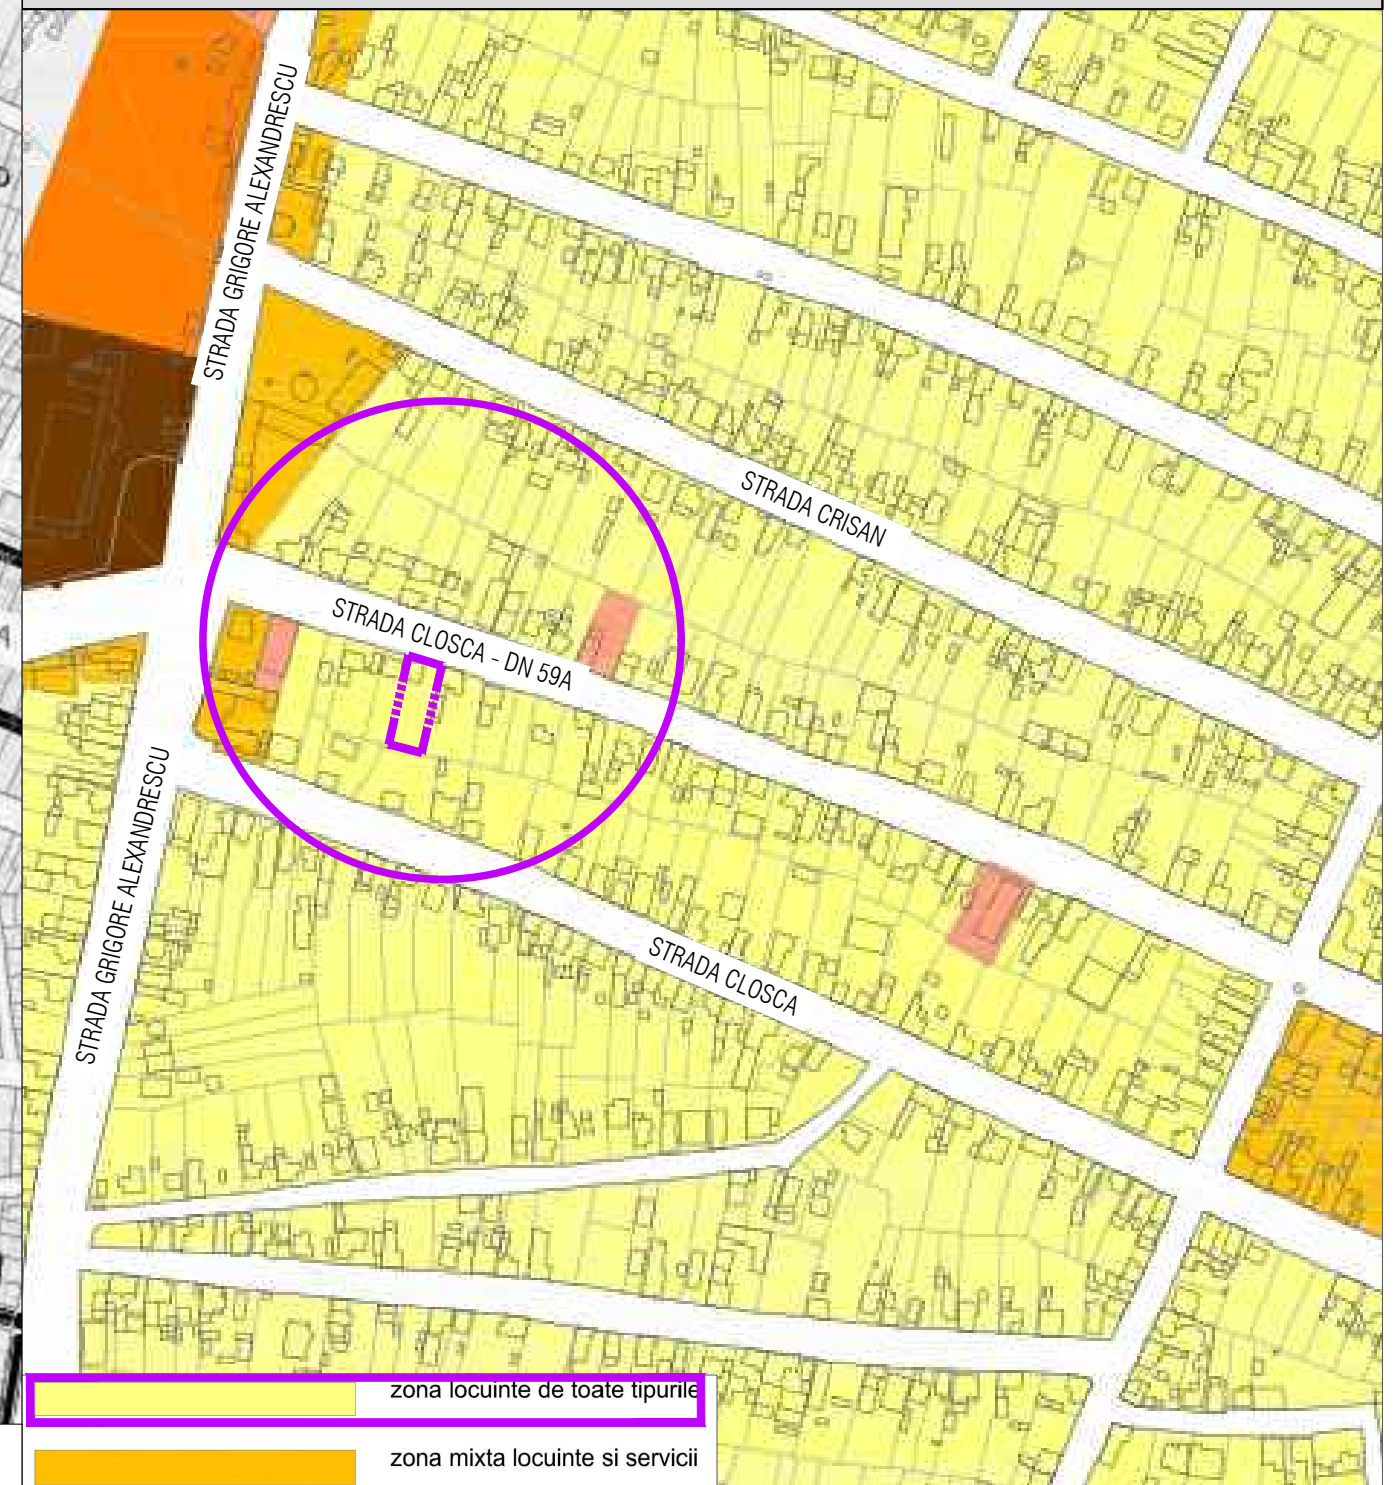 STRADA GRIGORE ALEXANDRESCU
STRADA CRISAN
STRADA CLOSCA - DN 59A
STRADA GRIGORE ALEXANDRESCU
STRADA CLOSCA
A
zona locuinte de toate tipurile
zona mixta locuinte si servicii